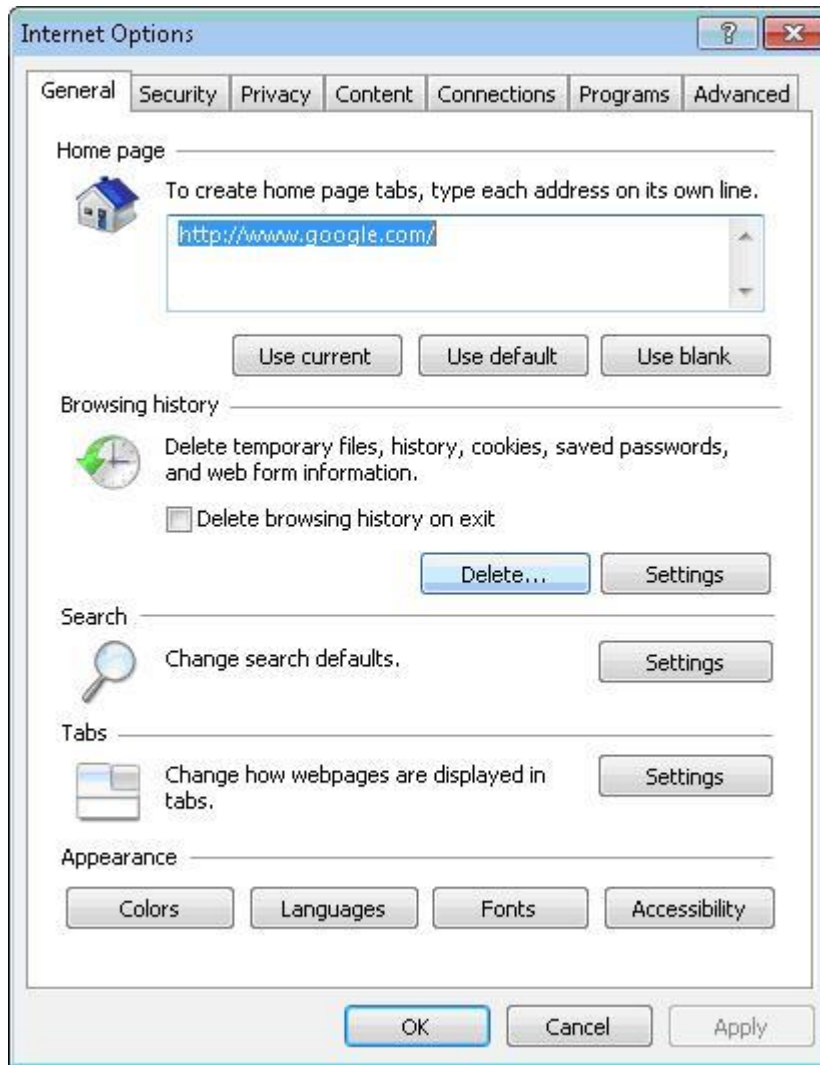 Internet Options
General Security Privacy Content Connections Programs Advanced
Home page
To create home page tabs, type each address on its own line.
http://www.google.com/
Use current Use default Use blank
Browsing history
Delete temporary files, history, cookies, saved passwords,
and web form information.
Delete browsing history on exit
Delete... Settings
Search
Change search defaults. Settings
Tabs
Change how webpages are displayed in
tabs.
Settings
Appearance
Colors Languages Fonts Accessibility
OK Cancel Apply